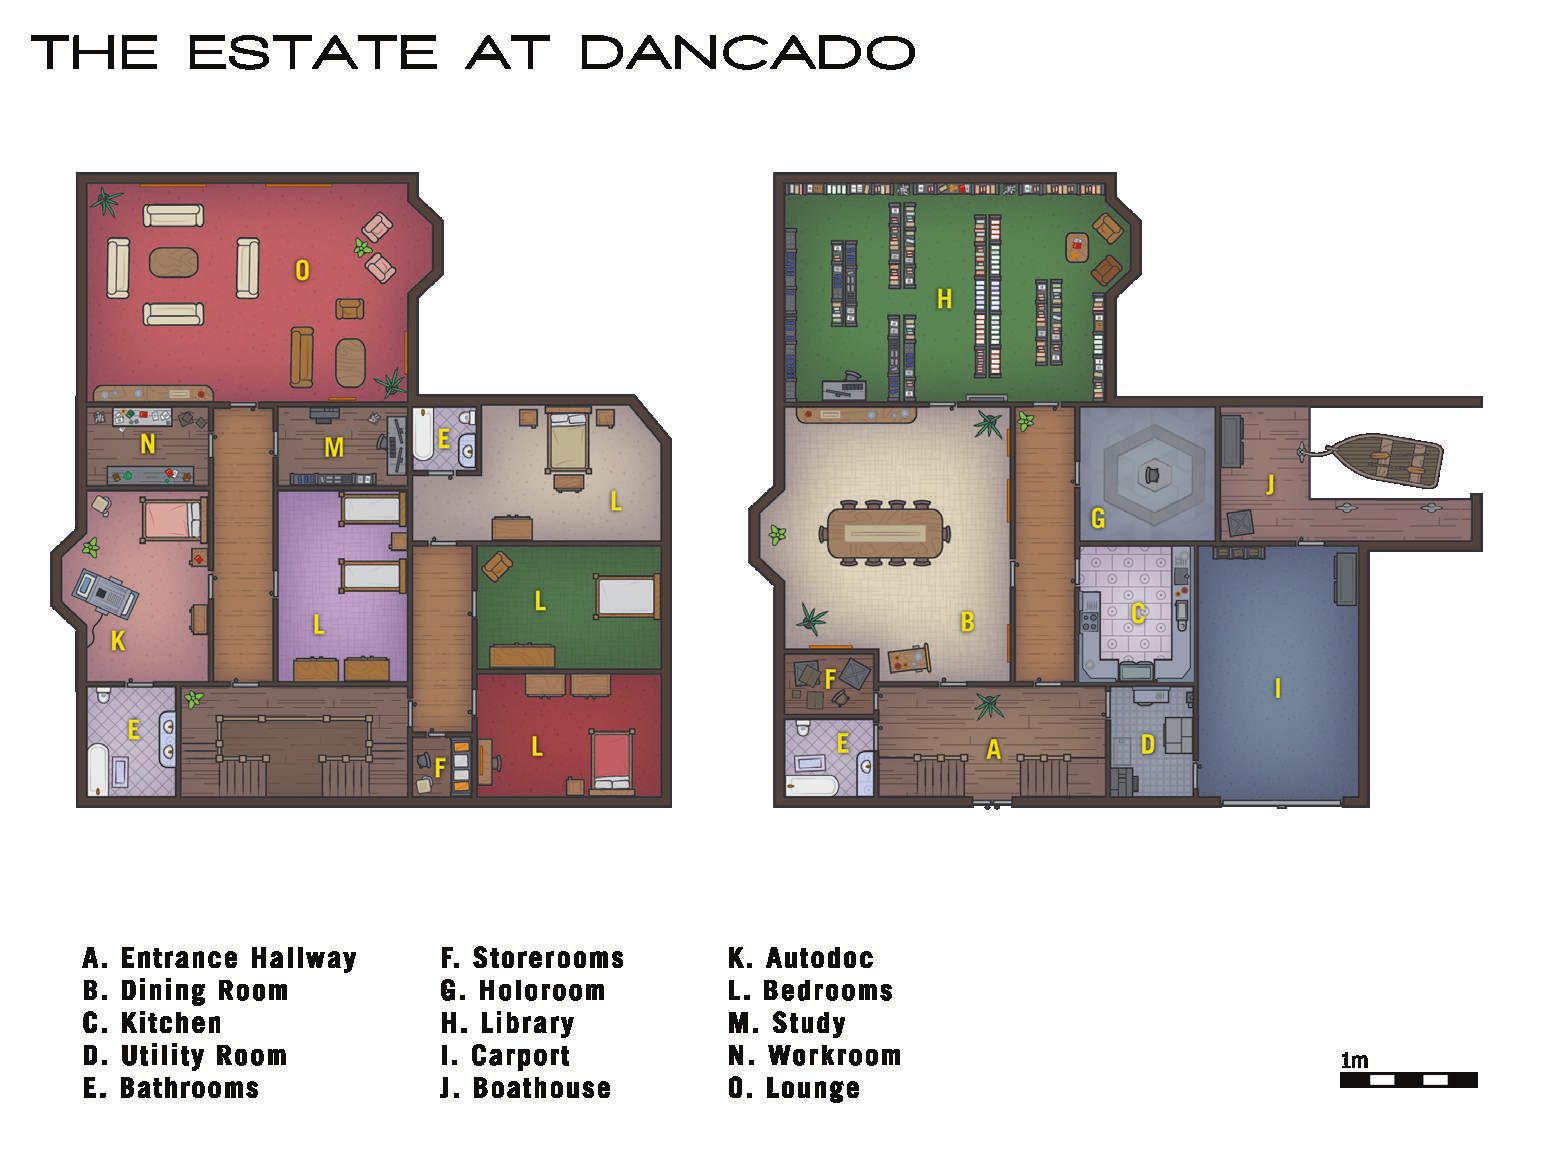 THE ESTATE AT DANCADO
O
H
N
M
E
L
G
J
L
L
K
B
C
L
F
I
E
L
F
E
A
D
A. Entrance Hallway
B. Dining Room
C. Kitchen
D. Utility Room
E. Bathrooms
F. Storerooms
G. Holoroom
H. Library
I. Carport
J. Boathouse
K. Autodoc
L. Bedrooms
M. Study
N. Workroom
O. Lounge
1m